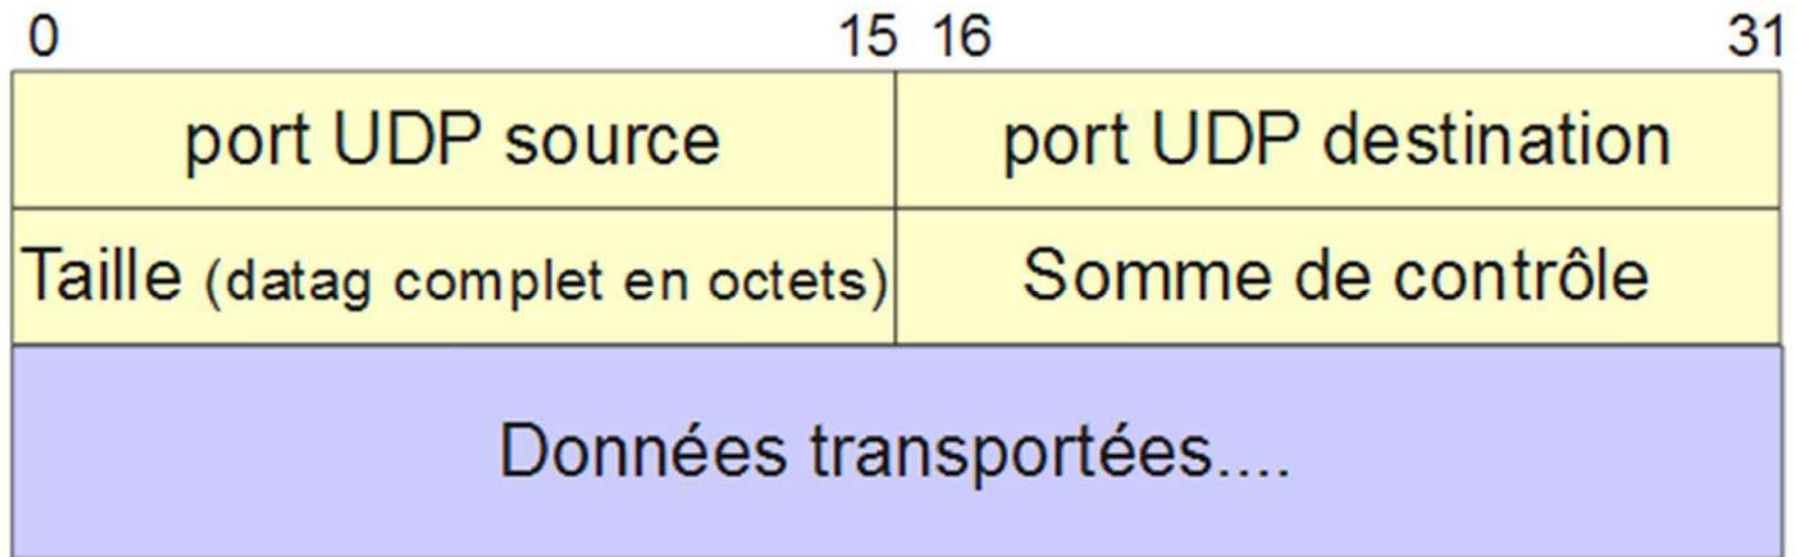 0 15 16 31
port UDP source port UDP destination
Taille (datag complet en octets) Somme de contrôle
Données transportées....